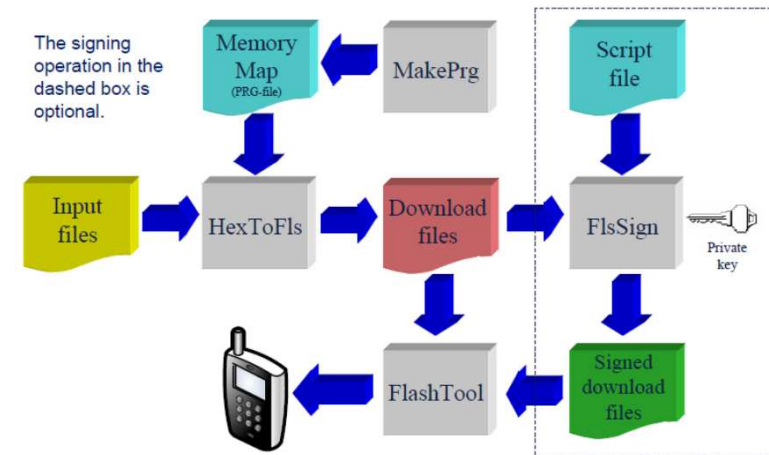 The signing
operation in the
dashed box is
optional.
Memory
Map
(PRG-file)
MakePrg
Script
file
Input
files
HexToFls
Download
files
FlsSign
Private
key
FlashTool
Signed
download
files